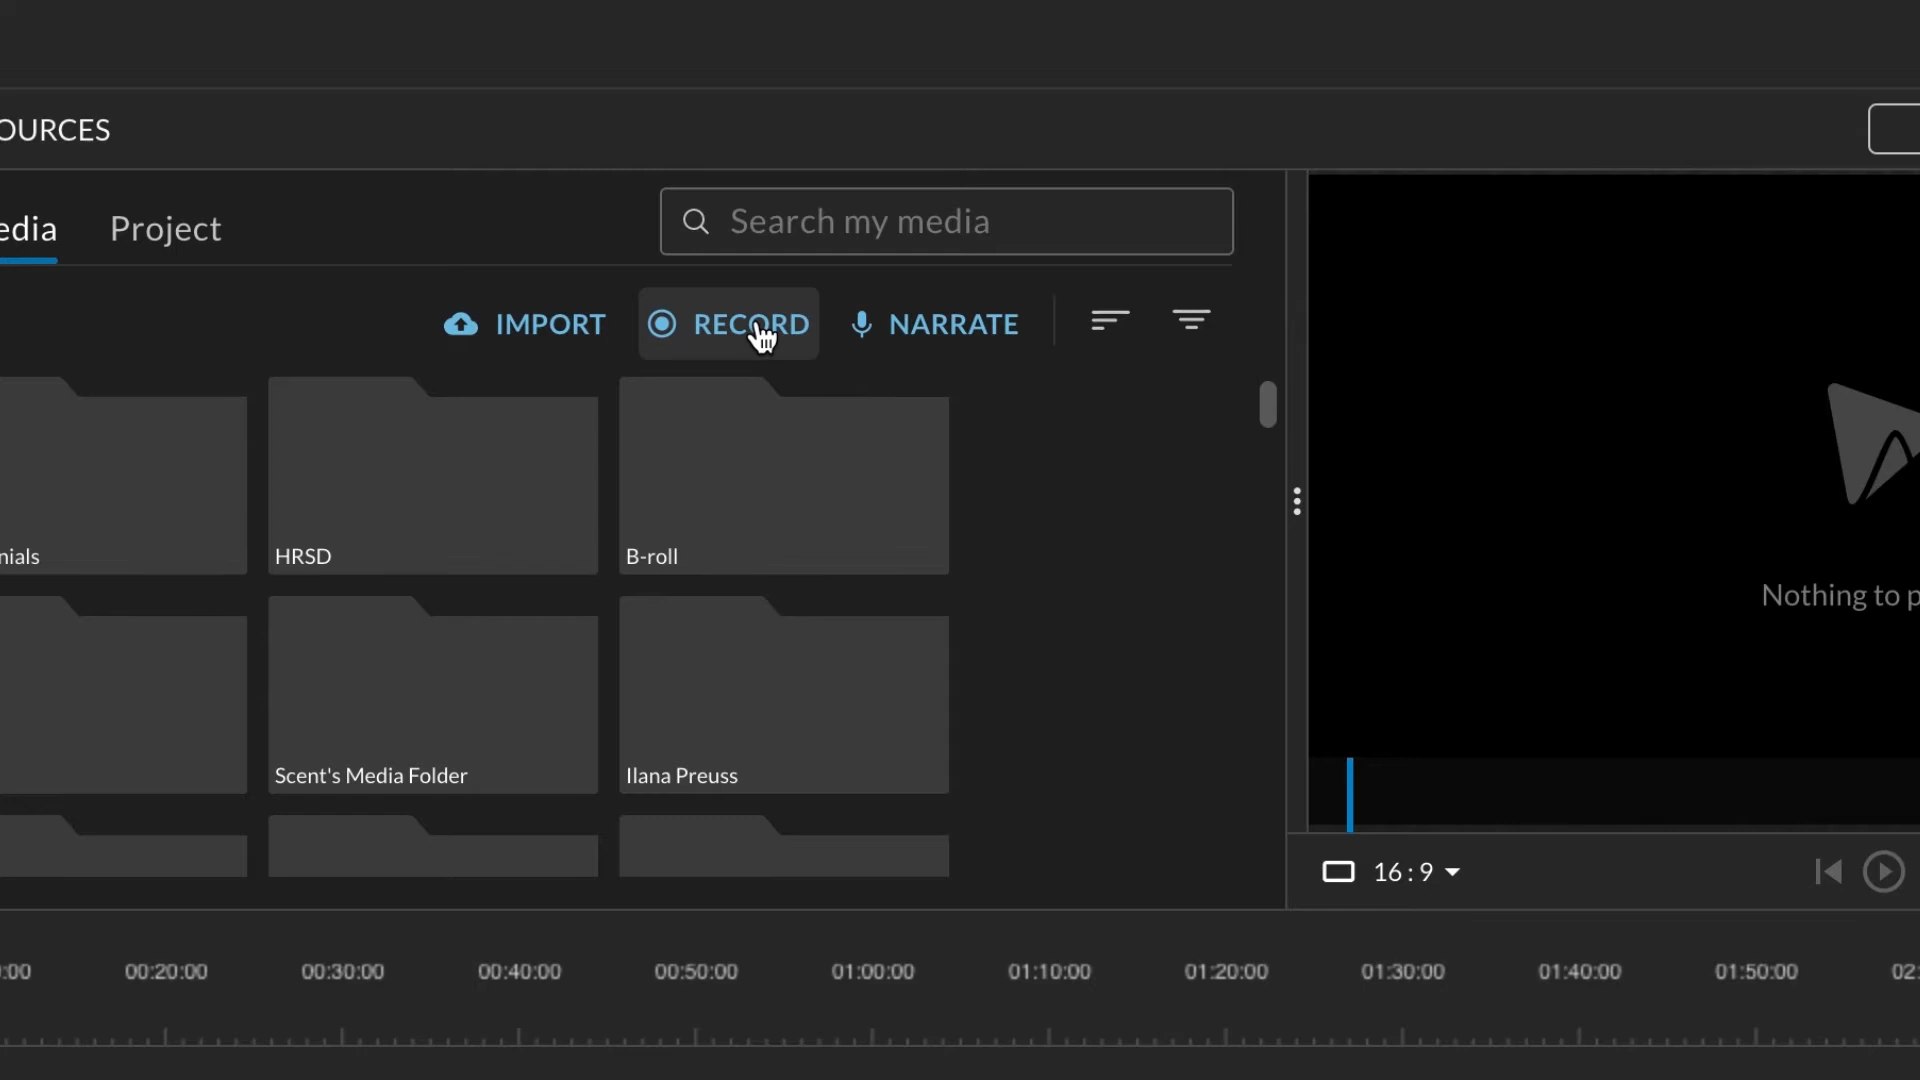 OURCES
edia
Project
Search my media
IMPORT
RECORD
NARRATE
nials
HRSD
B-roll
Scent's Media Folder
Ilana Preuss
Nothing to p
16:9
:00
00:20:00
00:30:00
00:40:00
00:50:00
01:00:00
01:10:00
01:20:00
01:30:00
01:40:00
01:50:00
02: